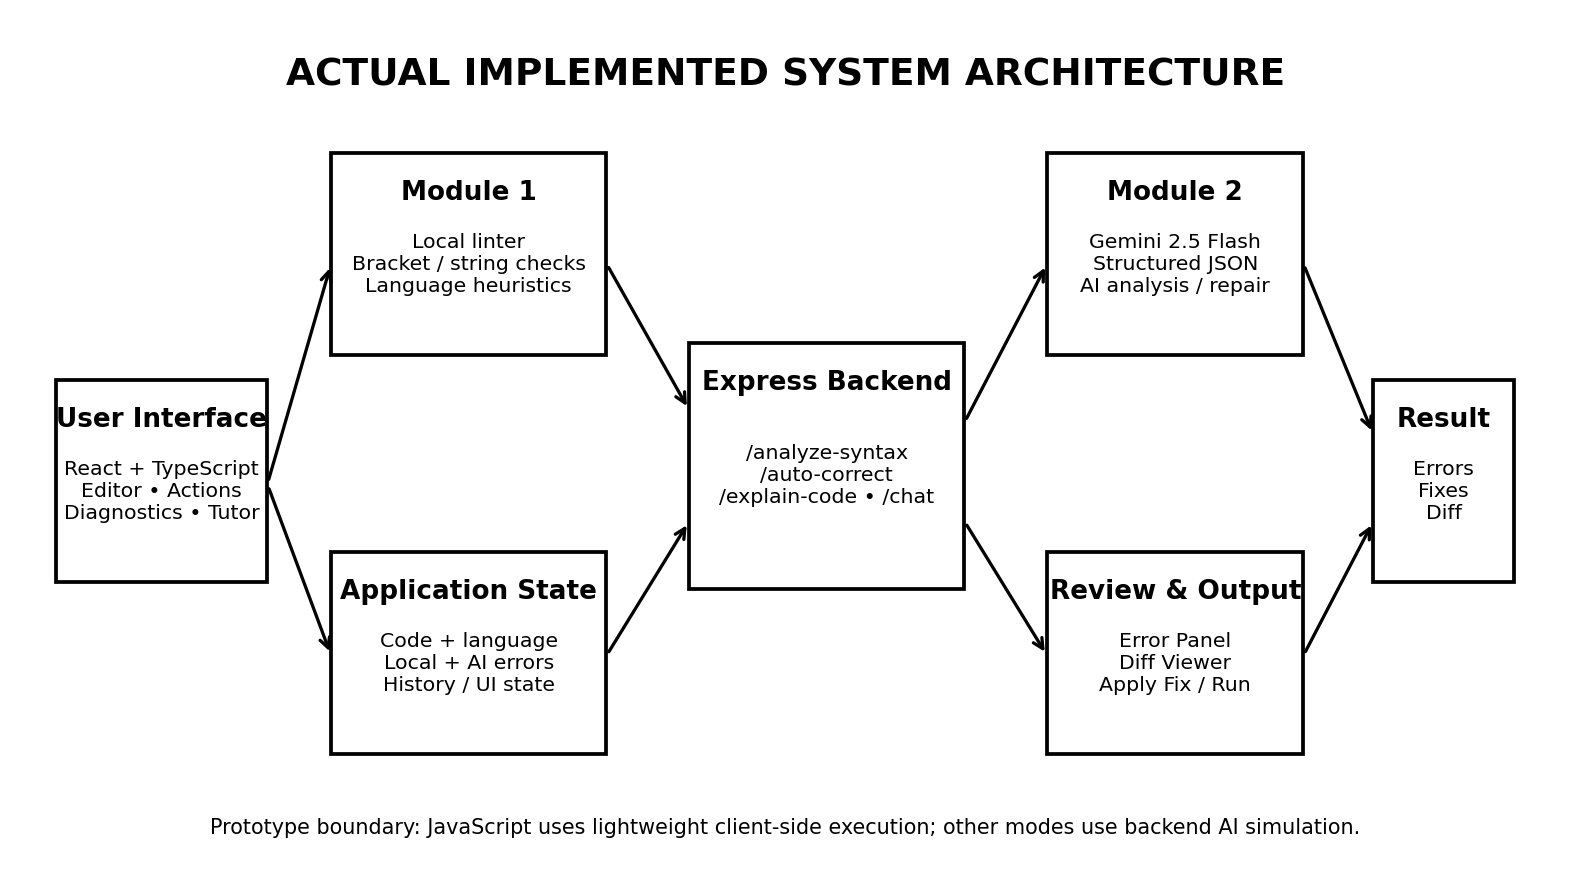 ACTUAL IMPLEMENTED SYSTEM ARCHITECTURE
User Interface
React + TypeScript
Editor • Actions
Diagnostics • Tutor
Module 1
Local linter
Bracket / string checks
Language heuristics
Application State
Code + language
Local + AI errors
History / UI state
Express Backend
/analyze-syntax
/auto-correct
/explain-code • /chat
Module 2
Gemini 2.5 Flash
Structured JSON
AI analysis / repair
Review & Output
Error Panel
Diff Viewer
Apply Fix / Run
Result
Errors
Fixes
Diff
Prototype boundary: JavaScript uses lightweight client-side execution; other modes use backend AI simulation.